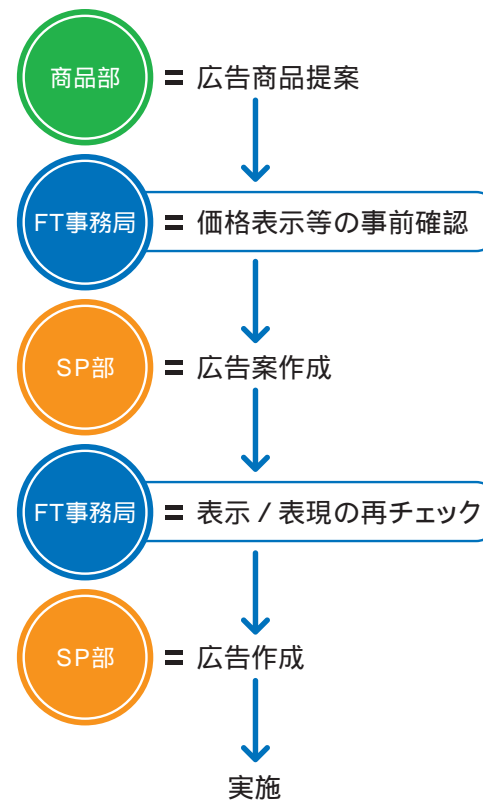 商品部 = 広告商品提案
FT事務局 = 価格表示等の事前確認
SP部 = 広告案作成
FT事務局 = 表示 / 表現の再チェック
SP部 = 広告作成
実施